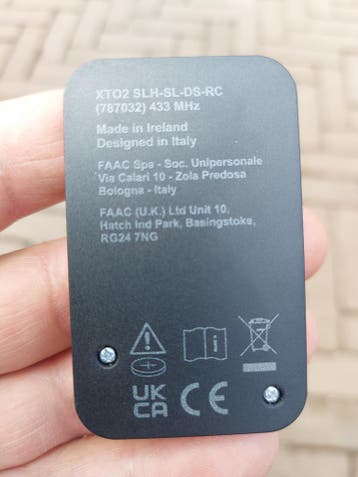 XTO2 SLH-SL-DS-RC
(787032) 433 MHz
Made in Ireland
Designed in Italy
FAAC Spa - Soc. Unipersonale
Via Calari 10 - Zola Predosa
Bologna - Italy
FAAC (U.K.) Ltd Unit 10,
Hatch Ind Park, Basingstoke,
RG24 7NG
UK
CA CE